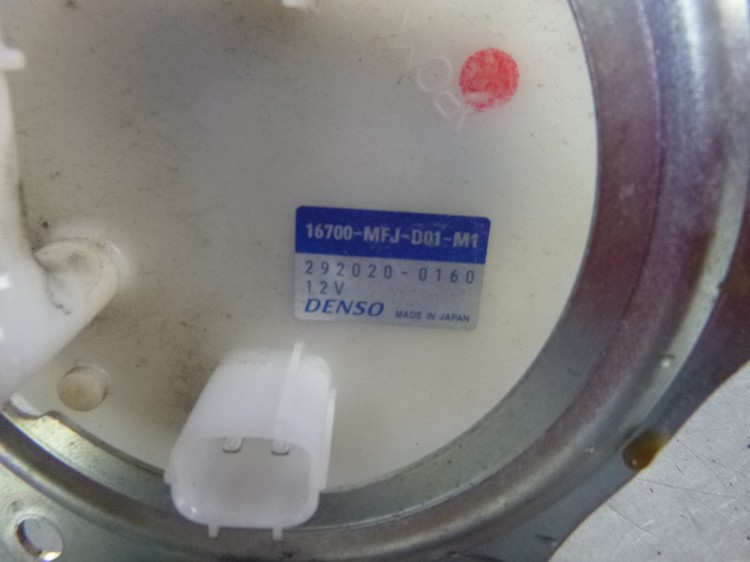 16700-MFJ-D01-M1
292020-0160
12V
DENSO MADE IN JAPAN